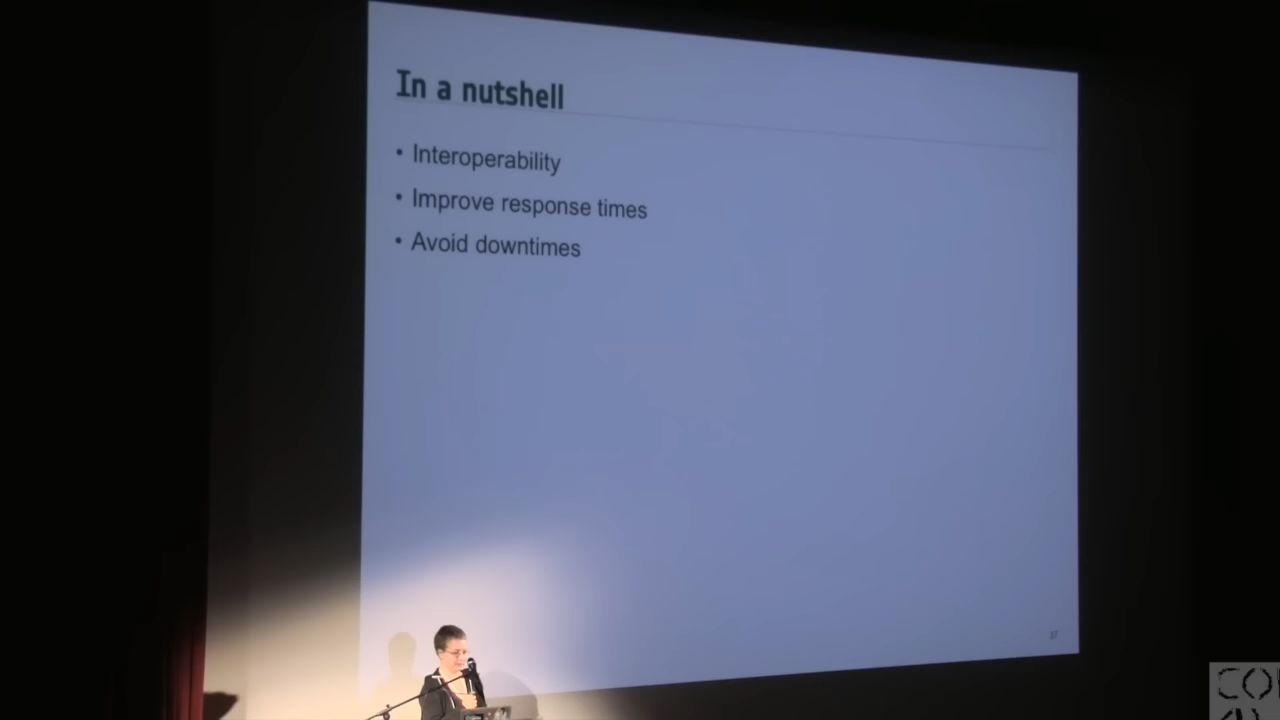 In a nutshell
• Interoperability
• Improve response times
• Avoid downtimes